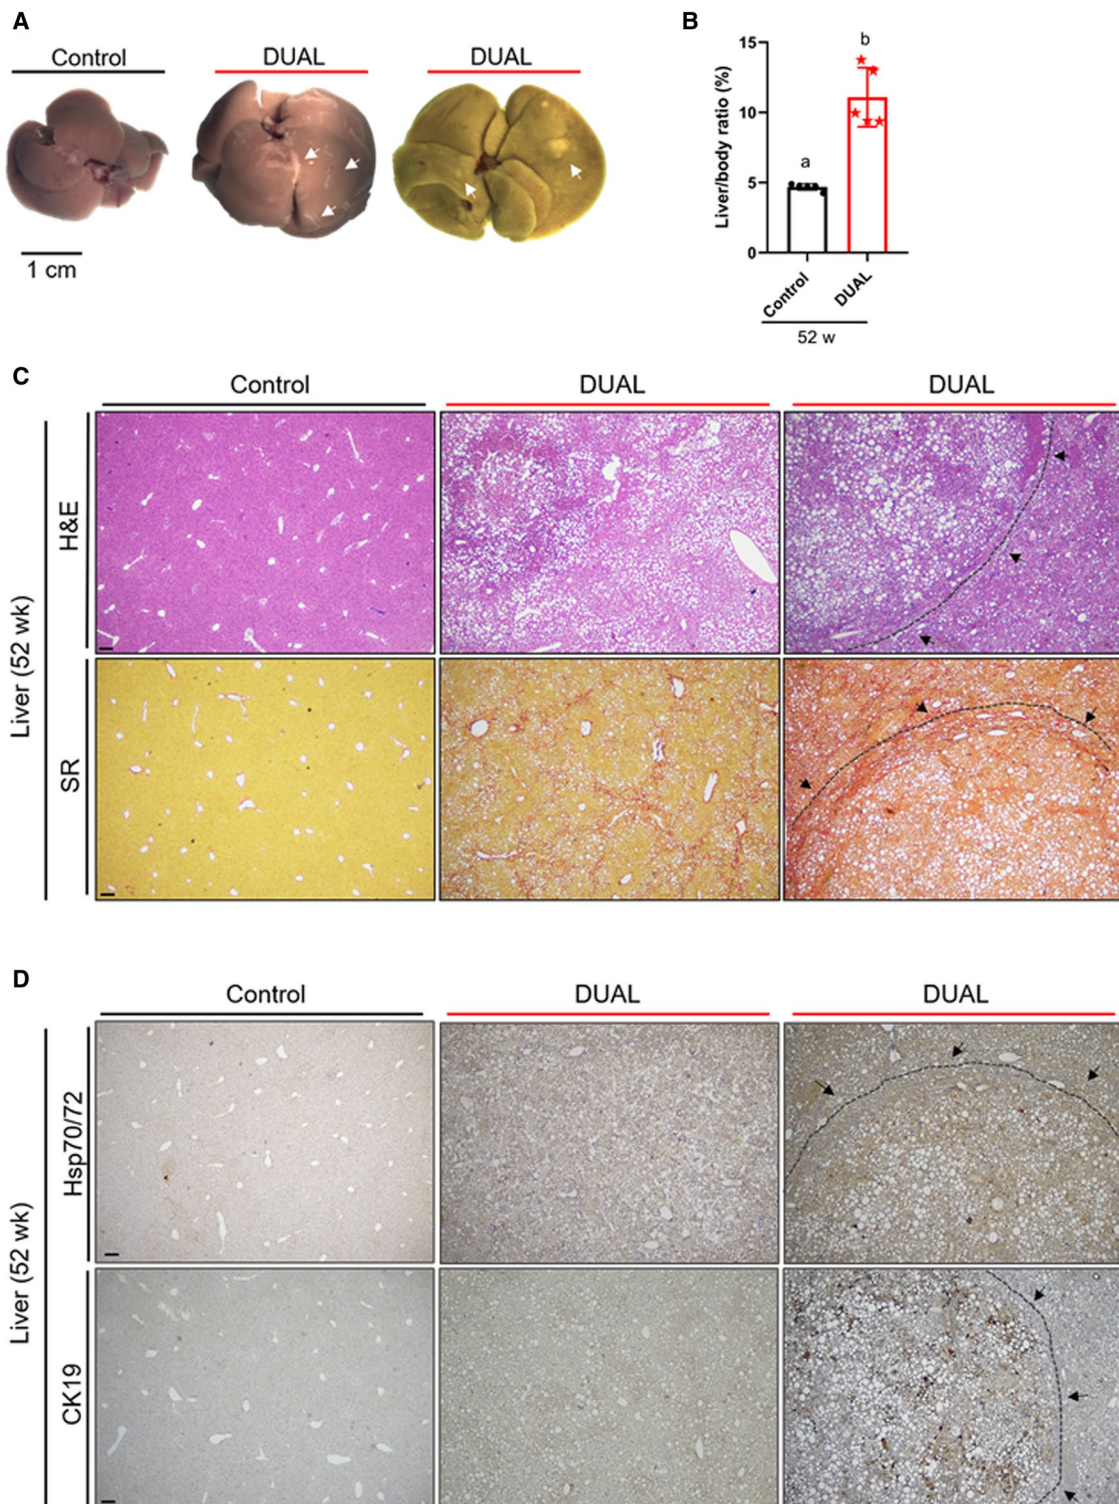 A
Control
DUAL
DUAL
1 cm
B
Liver/body ratio (%)
15
10
5
0
a
b
Control
DUAL
52 w
C
Control
DUAL
DUAL
Liver (52 wk)
H&E
SR
D
Control
DUAL
DUAL
Liver (52 wk)
Hsp70/72
CK19